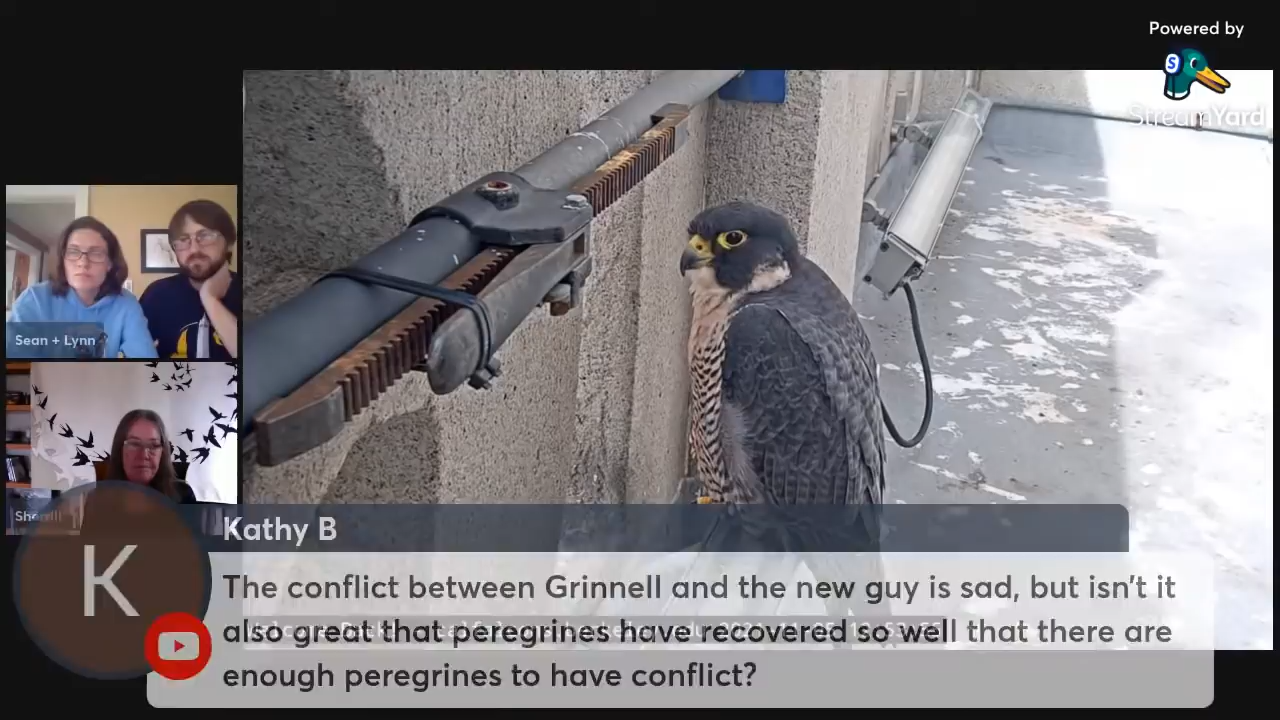 Powered by
S
StreamYard
Sean + Lynn
K
Kathy B
The conflict between Grinnell and the new guy is sad, but isn't it
also great that peregrines have recovered so well that there are
enough peregrines to have conflict?